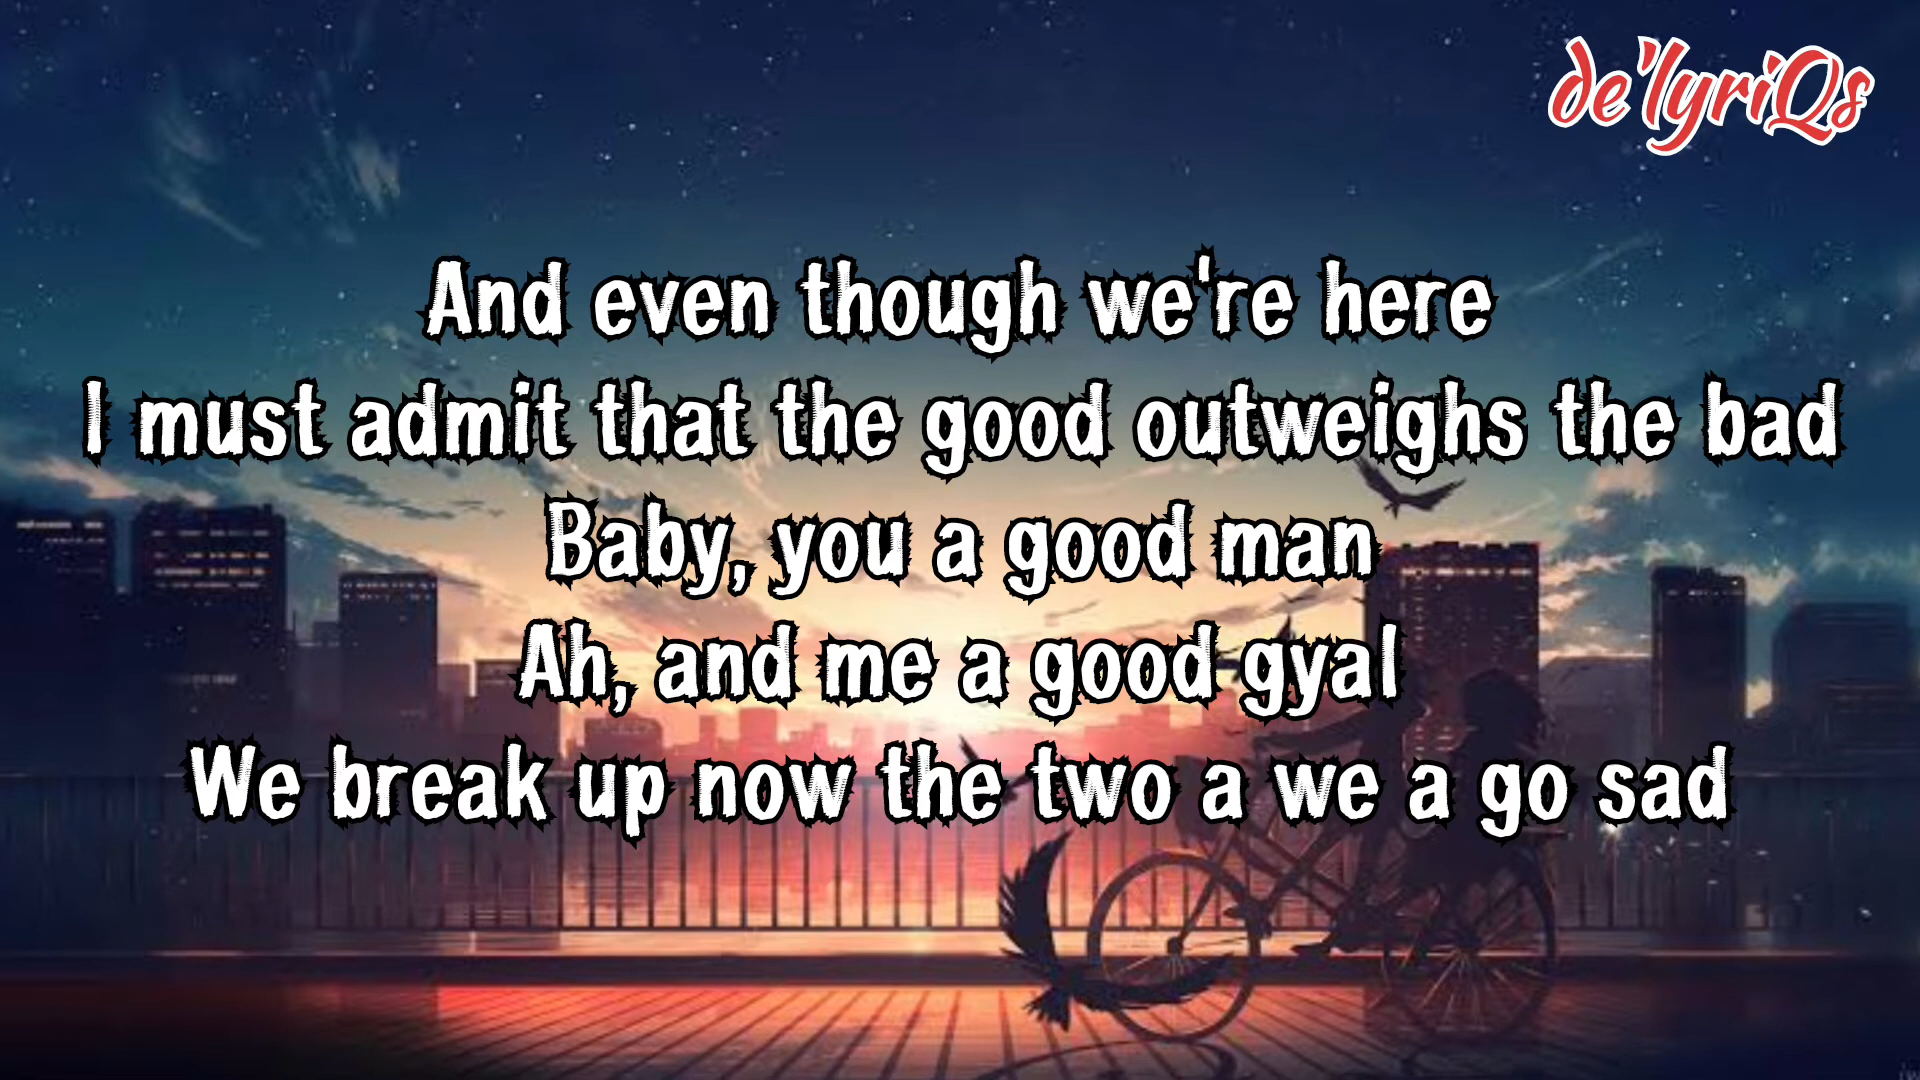 de'lyriQs
And even though we're here
I must admit that the good outweighs the bad
Baby, you a good man
Ah, and me a good gyal
We break up now the two a we a go sad